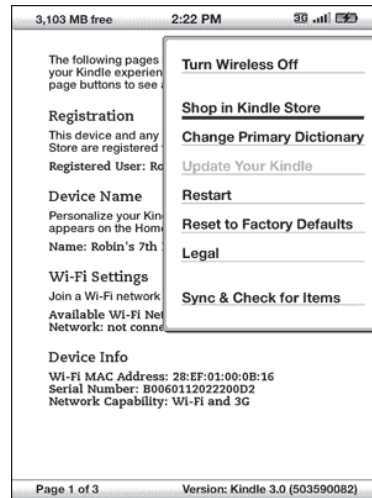 3,103 MB free 2:22 PM 3G
The following pages
your Kindle experien
page buttons to see
Registration
This device and any
Store are registered
Registered User: Ro
Device Name
Personalize your Kin
appears on the Hom
Name: Robin's 7th
Wi-Fi Settings
Join a Wi-Fi network
Available Wi-Fi Net
Network: not conne
Device Info
Wi-Fi MAC Address: 28:EF:01:00:0B:16
Serial Number: B0060112022200D2
Network Capability: Wi-Fi and 3G
Turn Wireless Off
Shop in Kindle Store
Change Primary Dictionary
Update Your Kindle
Restart
Reset to Factory Defaults
Legal
Sync & Check for Items
Page 1 of 3 Version: Kindle 3.0 (503590082)